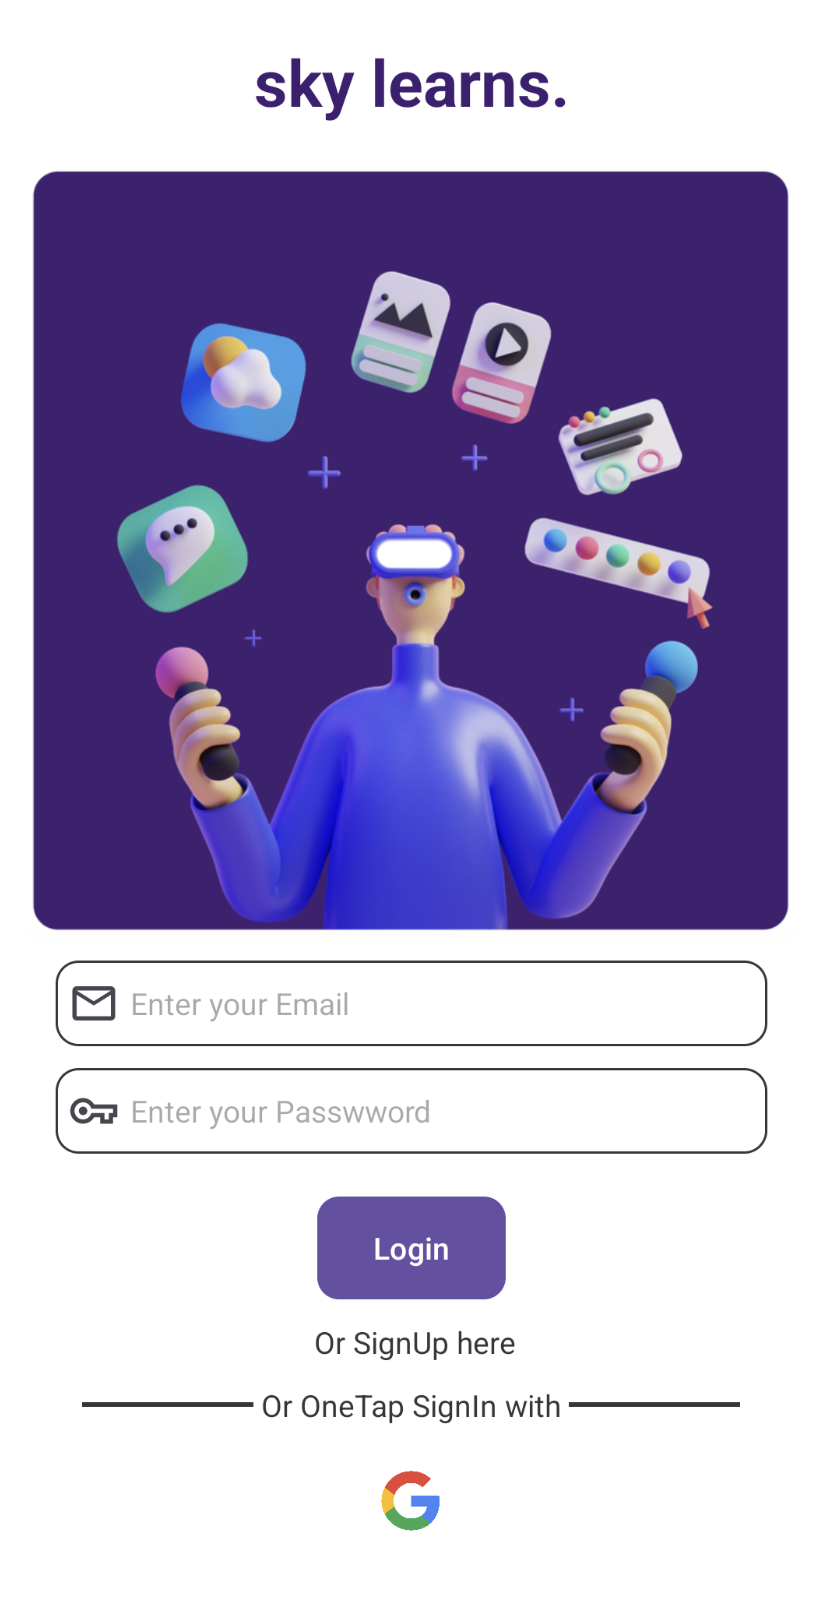 sky learns.
Enter your Email
Enter your Passwword
Login
Or SignUp here
Or OneTap SignIn with